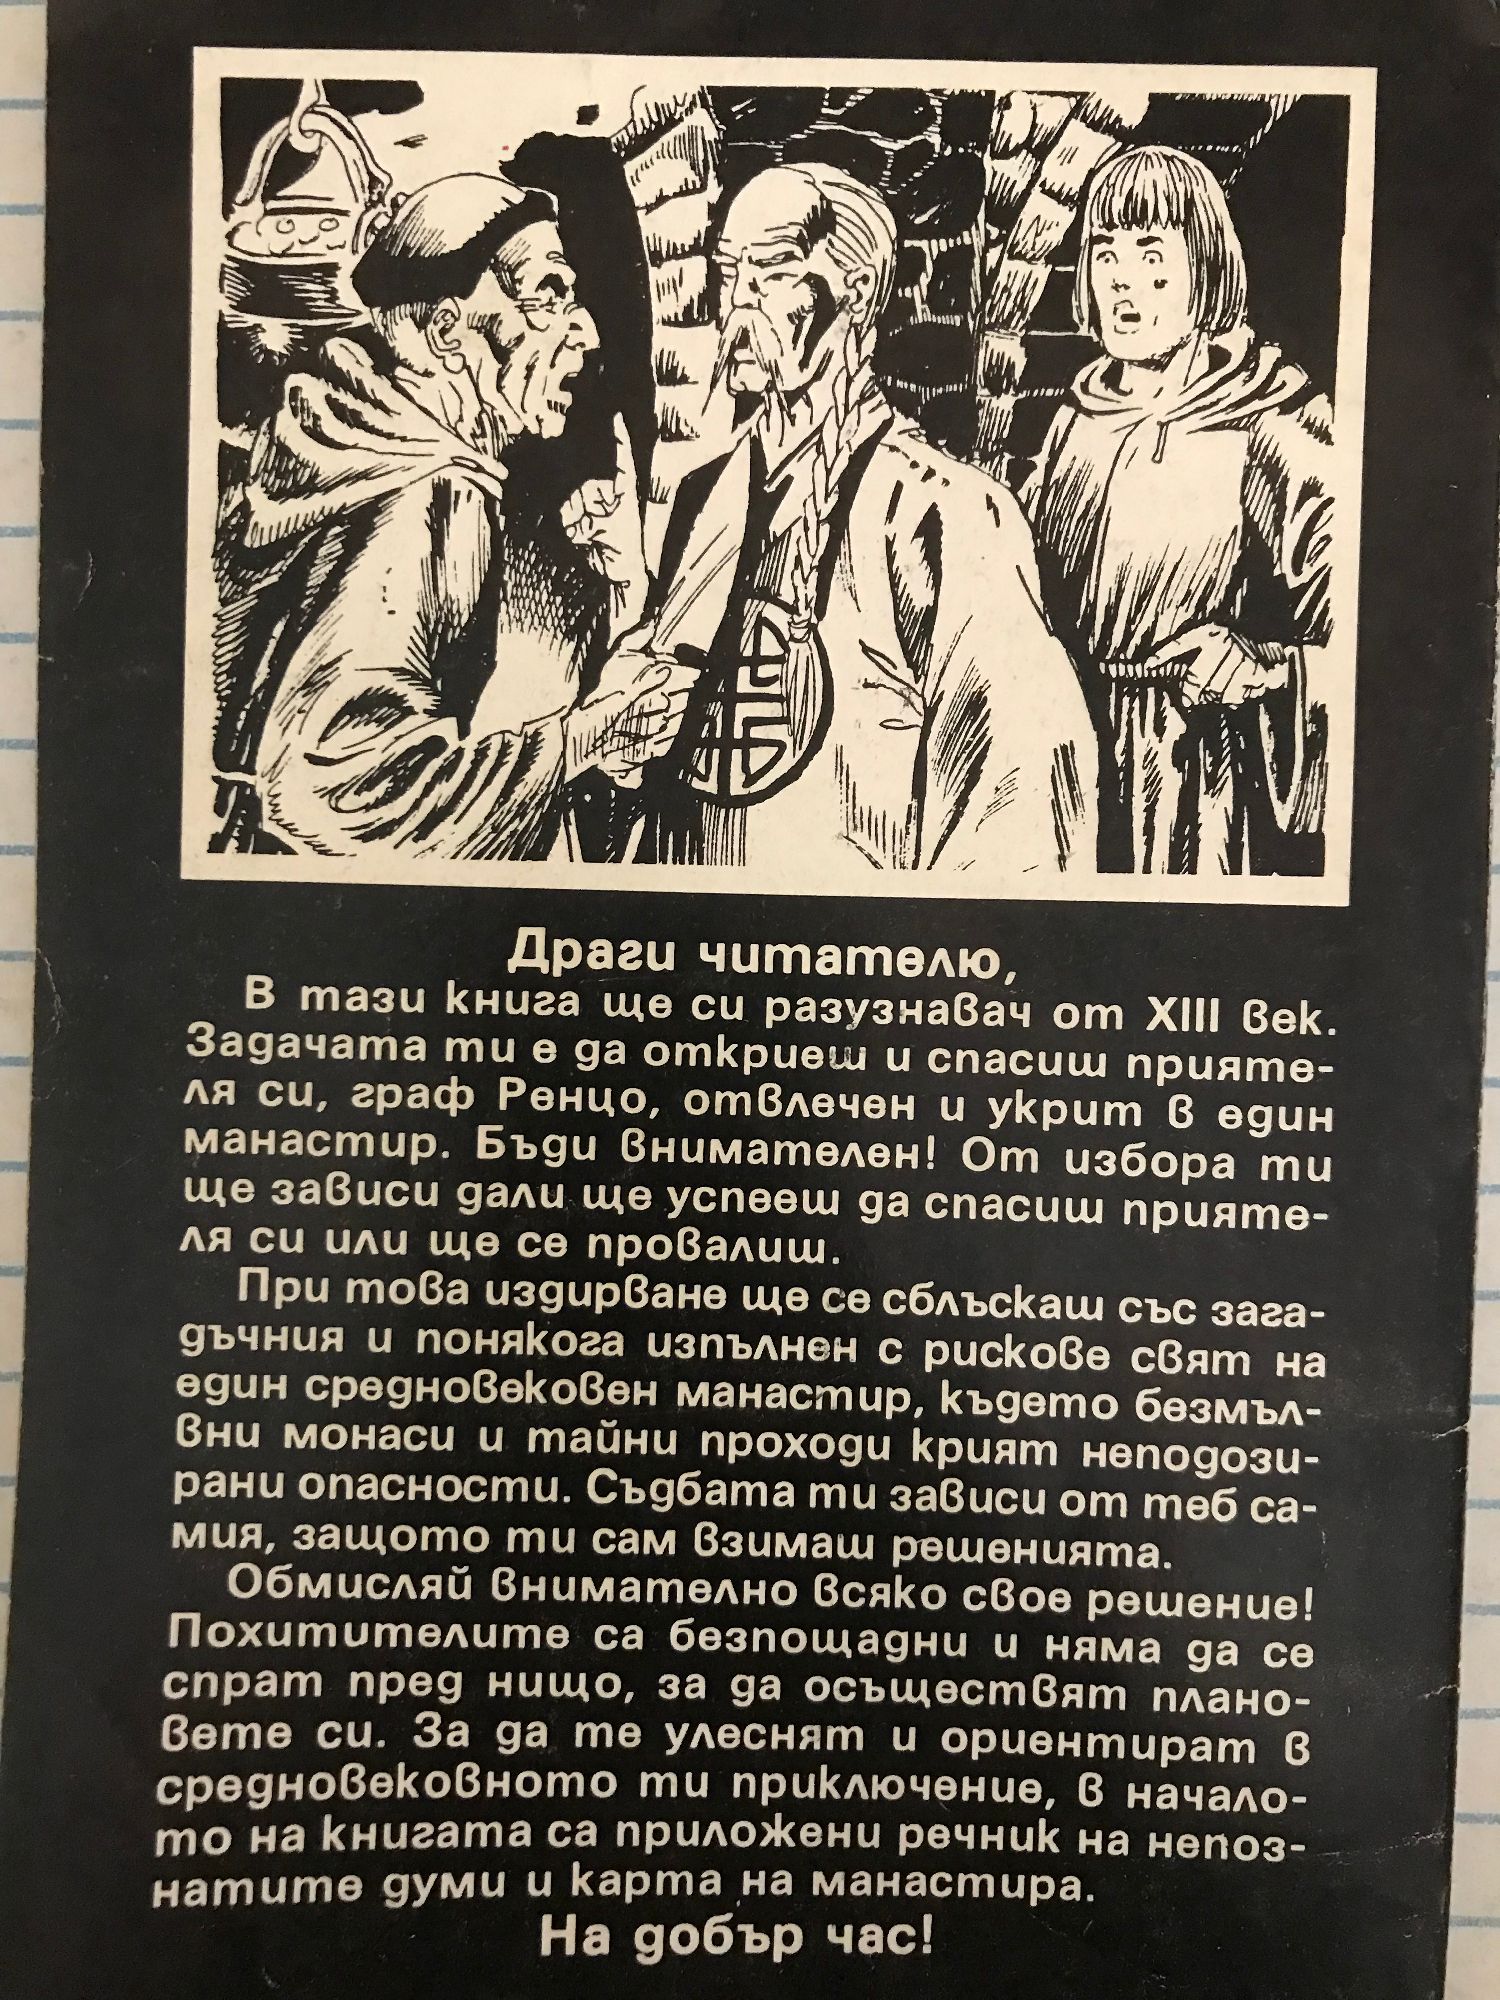 Драги читателю,
В тази книга ще си разузнавач от XIII век.
Задачата ти е да откриеш и спасиш прияте-
ля си, граф Ренцо, отвлечен и укрит в един
манастир. Бъди внимателен! От избора ти
ще зависи дали ще успееш да спасиш прияте-
ля си или ще се провалиш.
При това издирване ще се сблъскаш със зага-
дъчния и понякога изпълнен с рискове свят на
един средновековен манастир, където безмъл-
вни монаси и тайни проходи крият неподози-
рани опасности. Съдбата ти зависи от теб са-
мия, защото ти сам взимаш решенията.
Обмисляй внимателно всяко свое решение!
Похитителите са безпощадни и няма да се
спрат пред нищо, за да осъществят плано-
вете си. За да те улеснят и ориентират в
средновековното ти приключение, в начало-
то на книгата са приложени речник на непоз-
натите думи и карта на манастира.
На добър час!